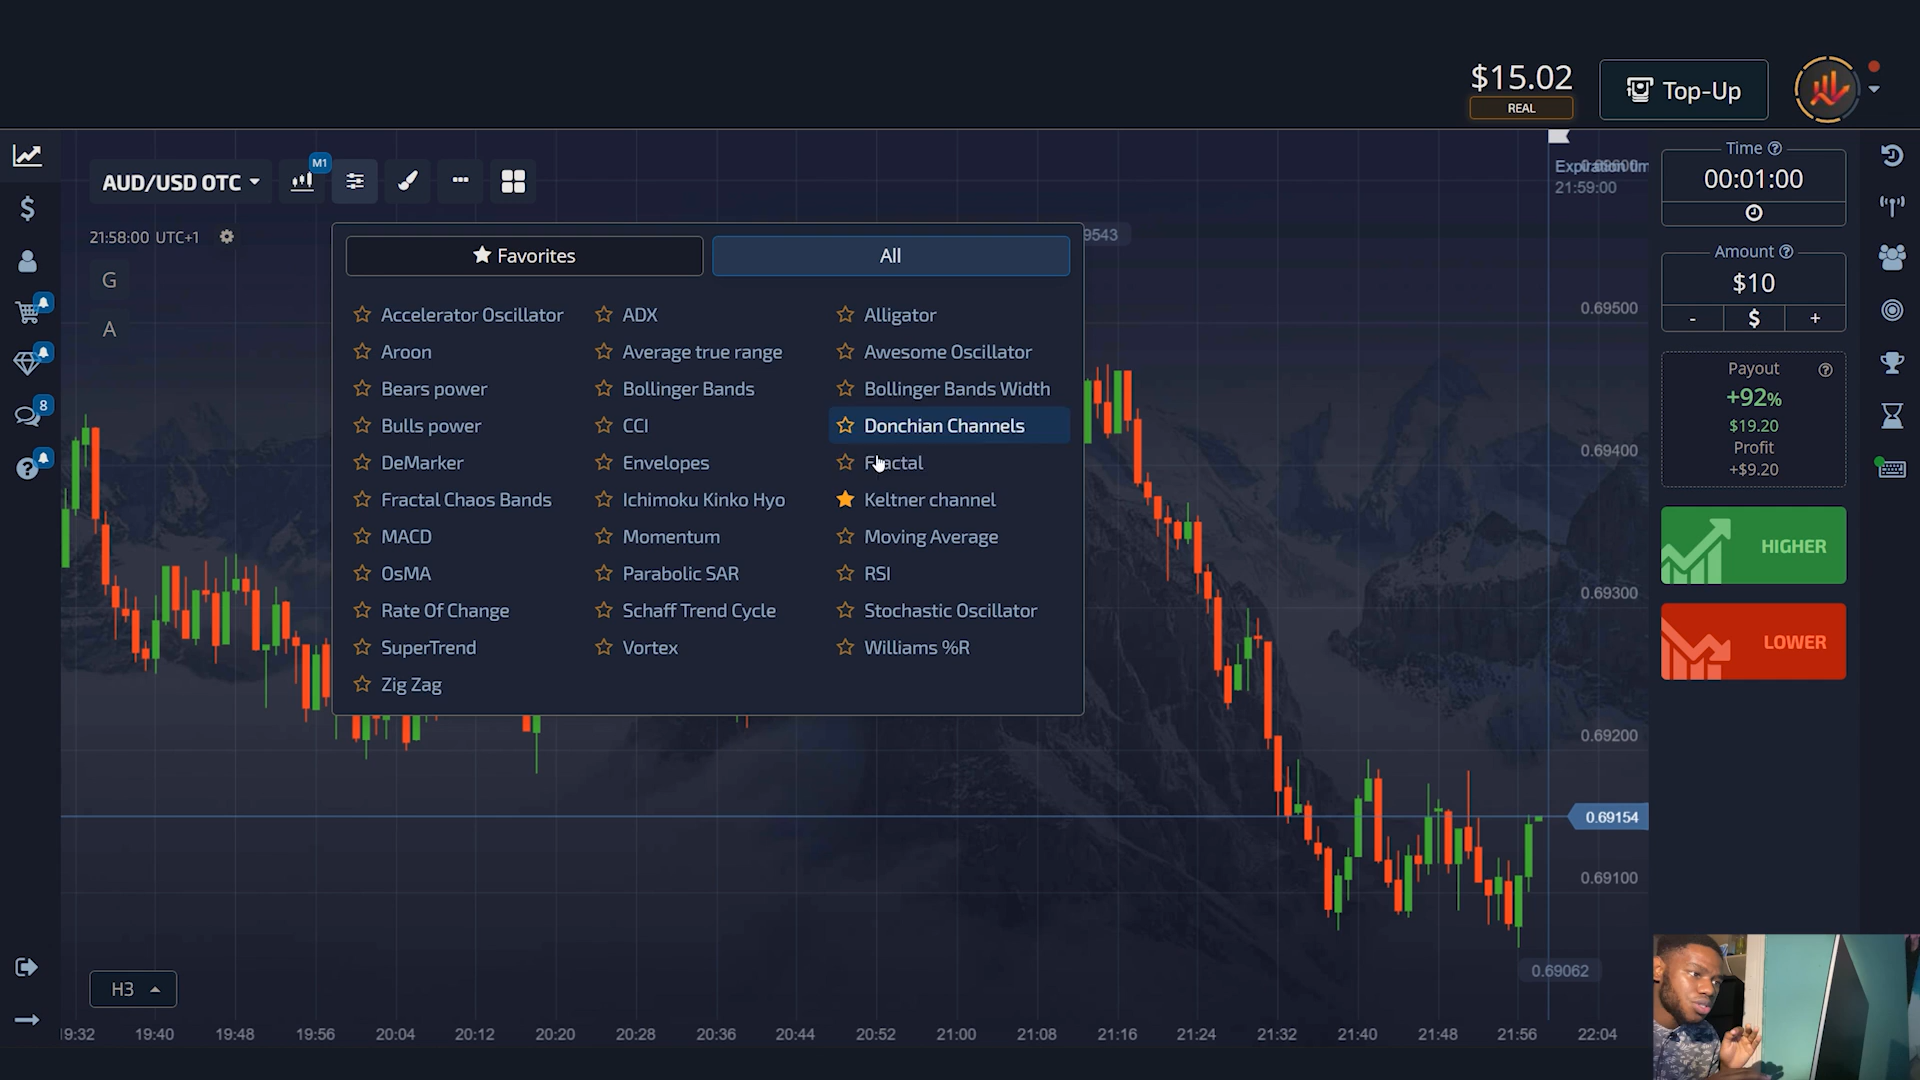 $15.02
REAL
Top-Up
AUD/USD OTC
M1
21:58:00 UTC+1
G
A
8
Favorites
All
Accelerator Oscillator
ADX
Alligator
Aroon
Average true range
Awesome Oscillator
Bears power
Bollinger Bands
Bollinger Bands Width
Bulls power
CCI
Donchian Channels
DeMarker
Envelopes
Fractal
Fractal Chaos Bands
Ichimoku Kinko Hyo
Keltner channel
MACD
Momentum
Moving Average
OsMA
Parabolic SAR
RSI
Rate Of Change
Schaff Trend Cycle
Stochastic Oscillator
SuperTrend
Vortex
Williams %R
Zig Zag
9543
Expiration tim
21:59:00
0.69500
0.69400
0.69300
0.69200
0.69154
0.69100
0.69062
Time
00:01:00
Amount
$10
- $ +
Payout
+92%
$19.20
Profit
+$9.20
HIGHER
LOWER
H3
19:32 19:40 19:48 19:56 20:04 20:12 20:20 20:28 20:36 20:44 20:52 21:00 21:08 21:16 21:24 21:32 21:40 21:48 21:56 22:04